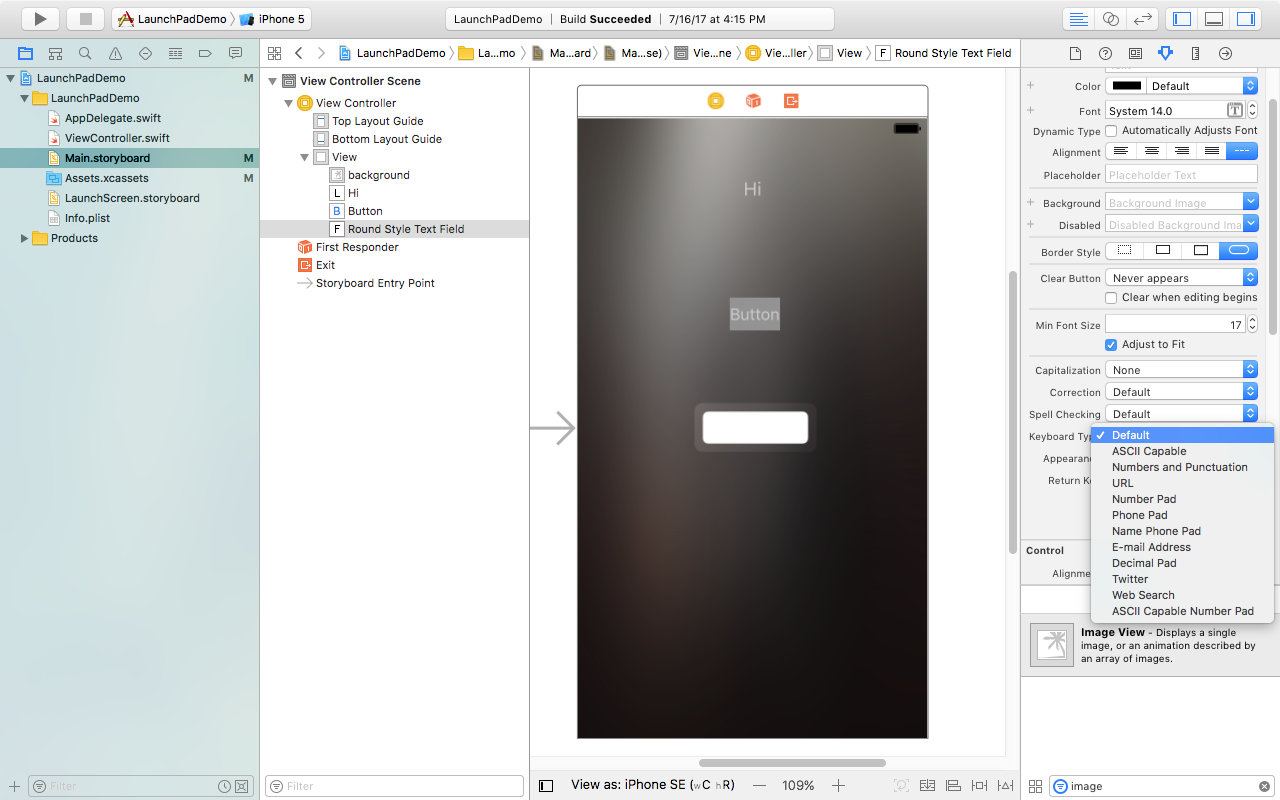 LaunchPadDemo iPhone 5
LaunchPadDemo Build Succeeded 7/16/17 at 4:15 PM
LaunchPadDemo M
LaunchPadDemo
AppDelegate.swift
ViewController.swift
Main.storyboard M
Assets.xcassets M
LaunchScreen.storyboard
Info.plist
Products
Filter
LaunchPadDemo La...mo Ma...ard Ma...se) Vie...ne Vie...ller View F Round Style Text Field
View Controller Scene
View Controller
Top Layout Guide
Bottom Layout Guide
View
background
L Hi
B Button
F Round Style Text Field
First Responder
Exit
Storyboard Entry Point
Filter
Hi
Button
View as: iPhone SE (wC hR) — 109% +
Color Default
Font System 14.0 T
Dynamic Type Automatically Adjusts Font
Alignment
Placeholder Placeholder Text
Background Background Image
Disabled Disabled Background Ima
Border Style
Clear Button Never appears
Clear when editing begins
Min Font Size 17
Adjust to Fit
Capitalization None
Correction Default
Spell Checking Default
Keyboard Typ ✓ Default
ASCII Capable
Appearanc
Numbers and Punctuation
Return Ke
URL
Number Pad
Phone Pad
Name Phone Pad
E-mail Address
Control
Decimal Pad
Alignme
Twitter
Web Search
ASCII Capable Number Pad
Image View - Displays a single
image, or an animation described by
an array of images.
image